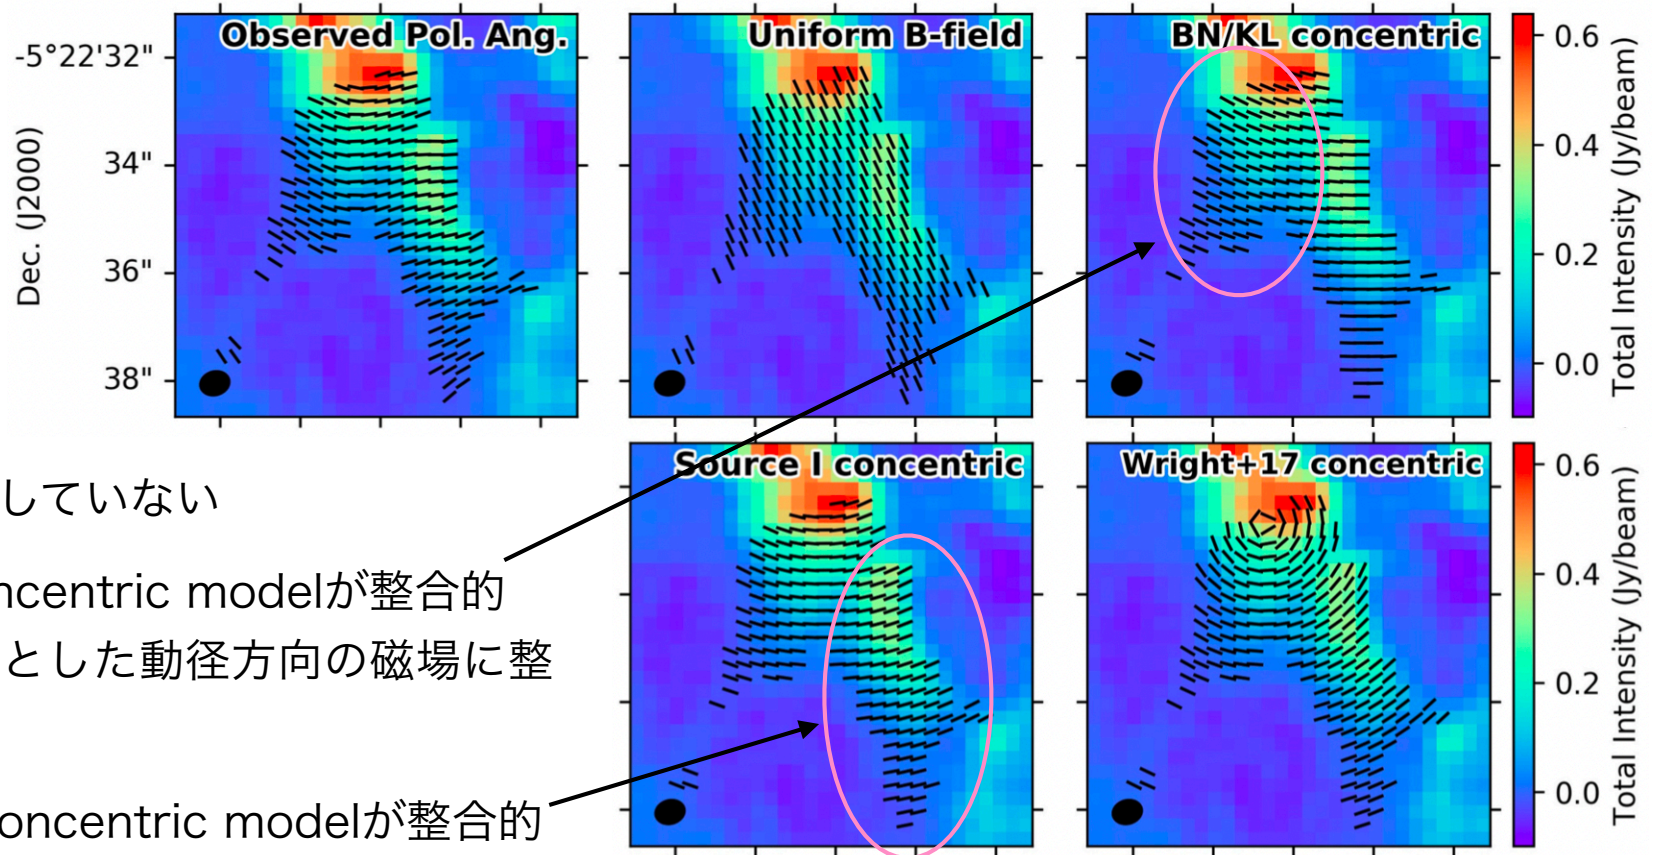 Observed Pol. Ang.
Uniform B-field
BN/KL concentric
-5°22'32"
34"
36"
38"
Dec. (J2000)
0.6
0.4
0.2
0.0
Total Intensity (Jy/beam)
Source I concentric
Wright+17 concentric
0.6
0.4
0.2
0.0
Total Intensity (Jy/beam)
していない
ncentric modelが整合的
とした動径方向の磁場に整
oncentric modelが整合的